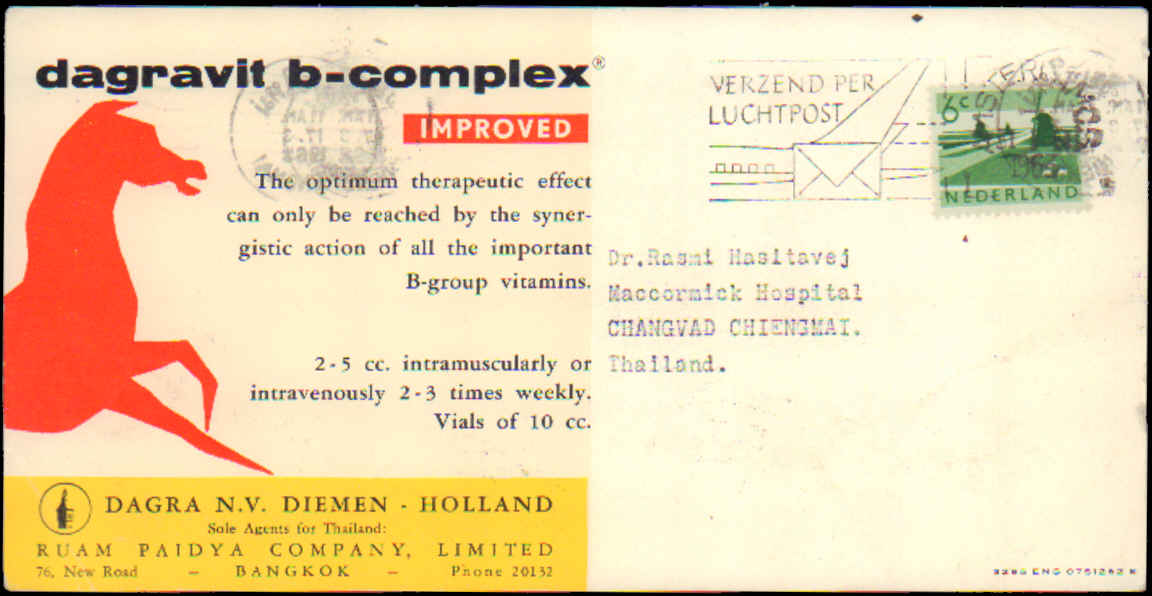 dagravit b-complex®
IMPROVED
The optimum therapeutic effect
can only be reached by the syner-
gistic action of all the important
B-group vitamins.
2-5 cc. intramuscularly or
intravenously 2-3 times weekly.
Vials of 10 cc.
DAGRA N.V. DIEMEN - HOLLAND
Sole Agents for Thailand:
RUAM PAIDYA COMPANY, LIMITED
76, New Road - BANGKOK - Phone 20132
VERZEND PER
LUCHTPOST
6c
NEDERLAND
Dr.Rasmi Hasitavej
Maccormick Hospital
CHANGVAD CHIENGMAI.
Thailand.